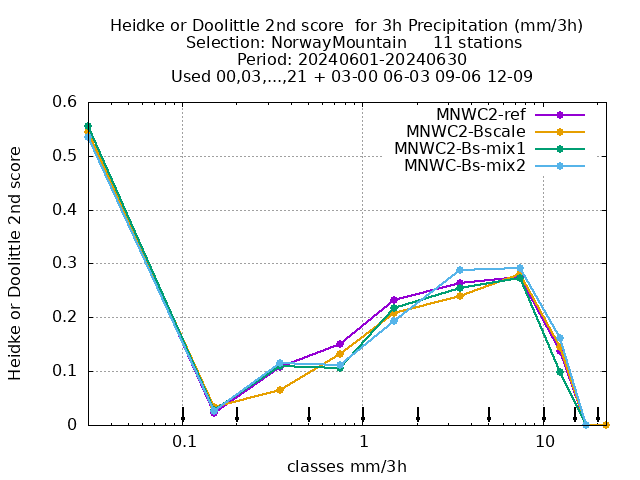 Heidke or Doolittle 2nd score  for 3h Precipitation (mm/3h)
Selection: NorwayMountain     11 stations
Period: 20240601-20240630
Used 00,03,...,21 + 03-00 06-03 09-06 12-09
MNWC2-ref
MNWC2-Bscale
MNWC2-Bs-mix1
MNWC-Bs-mix2
Heidke or Doolittle 2nd score
0.6
0.5
0.4
0.3
0.2
0.1
0
0.1
1
10
classes mm/3h